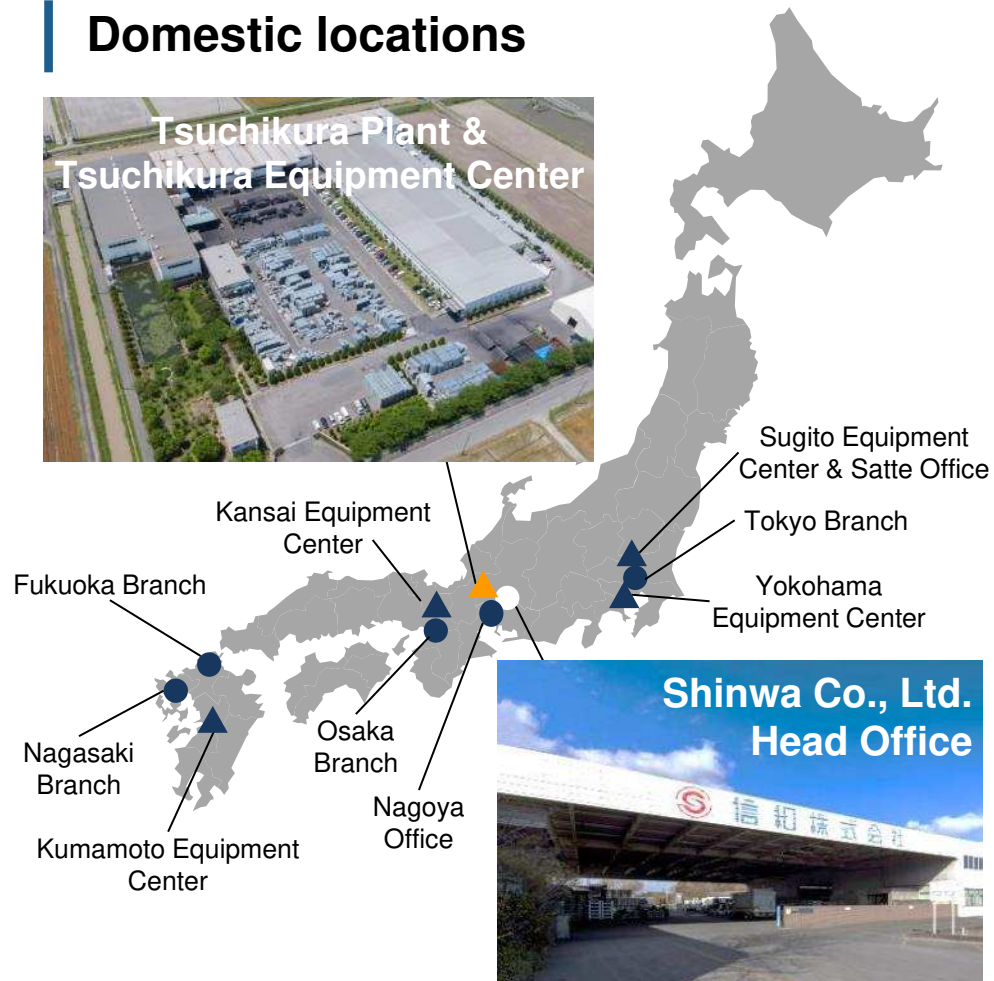 Domestic locations
Tsuchikura Plant &
Tsuchikura Equipment Center
Sugito Equipment
Center & Satte Office
Kansai Equipment
Center
Tokyo Branch
Fukuoka Branch
Yokohama
Equipment Center
Shinwa Co., Ltd.
Head Office
Osaka
Branch
Nagasaki
Branch
Nagoya
Office
S 信和株式会社
Kumamoto Equipment
Center